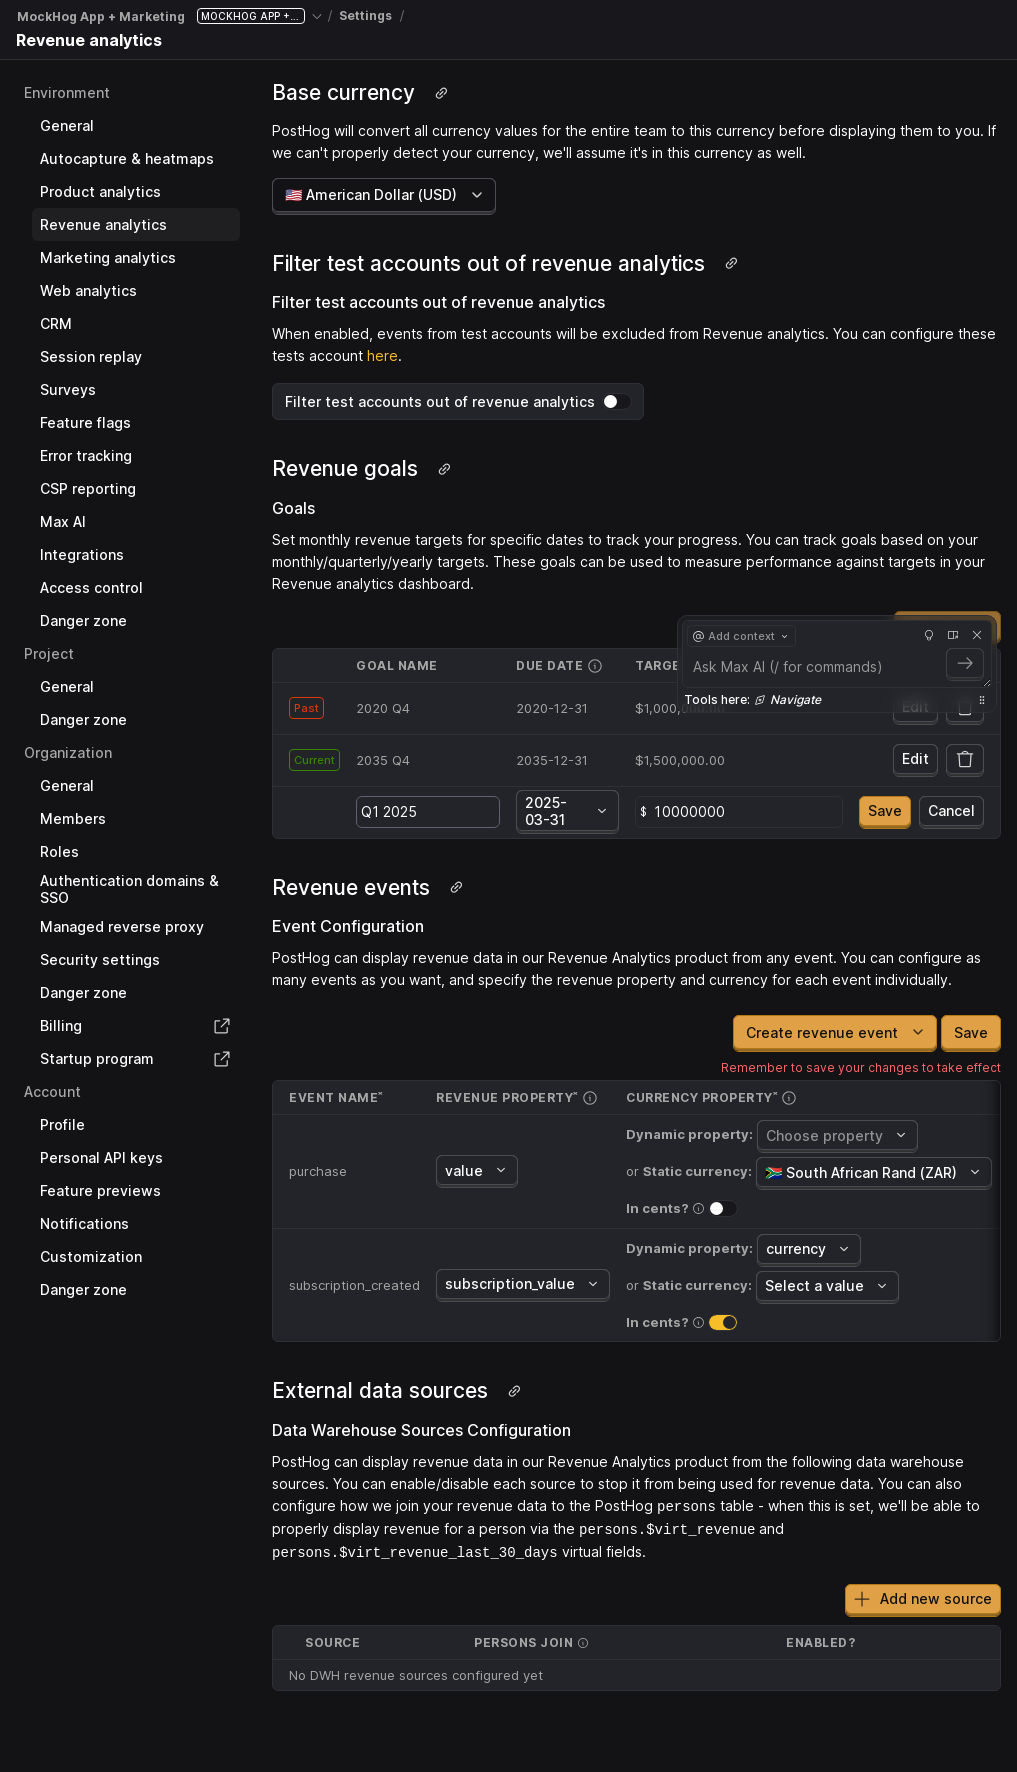 MockHog App + Marketing MOCKHOG APP +... / Settings /
Revenue analytics
Environment
General
Autocapture & heatmaps
Product analytics
Revenue analytics
Marketing analytics
Web analytics
CRM
Session replay
Surveys
Feature flags
Error tracking
CSP reporting
Max AI
Integrations
Access control
Danger zone
Project
General
Danger zone
Organization
General
Members
Roles
Authentication domains &
SSO
Managed reverse proxy
Security settings
Danger zone
Billing
Startup program
Account
Profile
Personal API keys
Feature previews
Notifications
Customization
Danger zone
Base currency
PostHog will convert all currency values for the entire team to this currency before displaying them to you. If
we can't properly detect your currency, we'll assume it's in this currency as well.
🇺🇸 American Dollar (USD)
Filter test accounts out of revenue analytics
Filter test accounts out of revenue analytics
When enabled, events from test accounts will be excluded from Revenue analytics. You can configure these
tests account here.
Filter test accounts out of revenue analytics
Revenue goals
Goals
Set monthly revenue targets for specific dates to track your progress. You can track goals based on your
monthly/quarterly/yearly targets. These goals can be used to measure performance against targets in your
Revenue analytics dashboard.
@ Add context
Ask Max AI (/ for commands)
Tools here: Navigate
GOAL NAME DUE DATE TARGE
Past 2020 Q4 2020-12-31 $1,000,000.00 Edit
Current 2035 Q4 2035-12-31 $1,500,000.00 Edit
Q1 2025 2025-
03-31 $ 10000000 Save Cancel
Revenue events
Event Configuration
PostHog can display revenue data in our Revenue Analytics product from any event. You can configure as
many events as you want, and specify the revenue property and currency for each event individually.
Create revenue event Save
Remember to save your changes to take effect
EVENT NAME* REVENUE PROPERTY* CURRENCY PROPERTY*
Dynamic property: Choose property
purchase value or Static currency: 🇿🇦 South African Rand (ZAR)
In cents?
Dynamic property: currency
subscription_created subscription_value or Static currency: Select a value
In cents?
External data sources
Data Warehouse Sources Configuration
PostHog can display revenue data in our Revenue Analytics product from the following data warehouse
sources. You can enable/disable each source to stop it from being used for revenue data. You can also
configure how we join your revenue data to the PostHog persons table - when this is set, we'll be able to
properly display revenue for a person via the persons.$virt_revenue and
persons.$virt_revenue_last_30_days virtual fields.
Add new source
SOURCE PERSONS JOIN ENABLED?
No DWH revenue sources configured yet